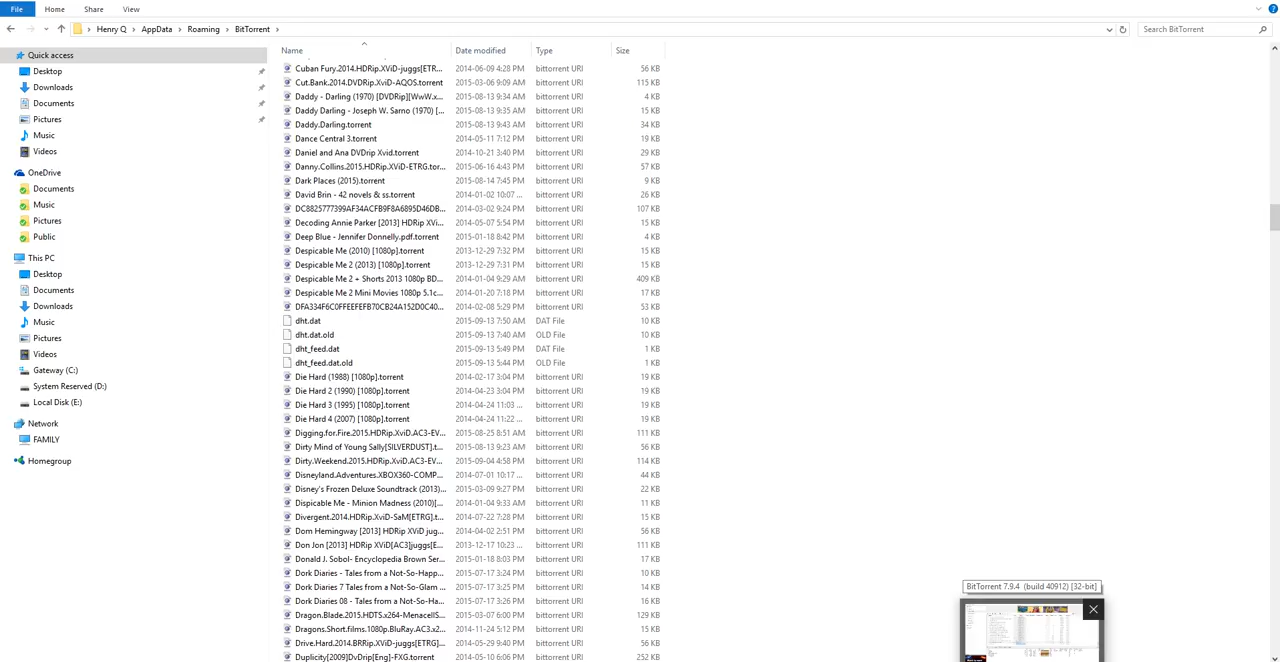 File Home Share View
Henry Q AppData Roaming BitTorrent Search BitTorrent
Quick access
Desktop
Downloads
Documents
Pictures
Music
Videos
OneDrive
Documents
Music
Pictures
Public
This PC
Desktop
Documents
Downloads
Music
Pictures
Videos
Gateway (C:)
System Reserved (D:)
Local Disk (E:)
Network
FAMILY
Homegroup
Name Date modified Type Size
Cuban Fury.2014.HDRip.XViD-juggs[ETR... 2014-06-09 4:28 PM bittorrent URI 56 KB
Cut.Bank.2014.DVDRip.XviD-AQOS.torrent 2015-03-06 9:09 AM bittorrent URI 115 KB
Daddy - Darling (1970) [DVDRip][WwW.x... 2015-08-13 9:34 AM bittorrent URI 4 KB
Daddy Darling - Joseph W. Sarno (1970) [... 2015-08-13 9:35 AM bittorrent URI 15 KB
Daddy.Darling.torrent 2015-08-13 9:43 AM bittorrent URI 34 KB
Dance Central 3.torrent 2014-05-11 7:12 PM bittorrent URI 19 KB
Daniel and Ana DVDrip Xvid.torrent 2014-10-21 3:40 PM bittorrent URI 29 KB
Danny.Collins.2015.HDRip.XViD-ETRG.tor... 2015-06-16 4:43 PM bittorrent URI 57 KB
Dark Places (2015).torrent 2015-08-14 7:45 PM bittorrent URI 9 KB
David Brin - 42 novels & ss.torrent 2014-01-02 10:07 ... bittorrent URI 26 KB
DC8825777399AF34ACFB9F8A6895D46DB... 2014-03-02 9:24 PM bittorrent URI 107 KB
Decoding Annie Parker [2013] HDRip XVi... 2014-05-07 5:54 PM bittorrent URI 15 KB
Deep Blue - Jennifer Donnelly.pdf.torrent 2015-01-18 8:42 PM bittorrent URI 4 KB
Despicable Me (2010) [1080p].torrent 2013-12-29 7:32 PM bittorrent URI 15 KB
Despicable Me 2 (2013) [1080p].torrent 2013-12-29 7:31 PM bittorrent URI 15 KB
Despicable Me 2 + Shorts 2013 1080p BD... 2014-01-04 9:29 AM bittorrent URI 409 KB
Despicable Me 2 Mini Movies 1080p 5.1c... 2014-01-20 7:18 PM bittorrent URI 17 KB
DFA334F6C0FFEEFEFB70CB24A152D0C40... 2014-02-08 5:29 PM bittorrent URI 53 KB
dht.dat 2015-09-13 7:50 AM DAT File 10 KB
dht.dat.old 2015-09-13 7:40 AM OLD File 10 KB
dht_feed.dat 2015-09-13 5:49 PM DAT File 1 KB
dht_feed.dat.old 2015-09-13 5:44 PM OLD File 1 KB
Die Hard (1988) [1080p].torrent 2014-02-17 3:04 PM bittorrent URI 19 KB
Die Hard 2 (1990) [1080p].torrent 2014-04-23 3:04 PM bittorrent URI 19 KB
Die Hard 3 (1995) [1080p].torrent 2014-04-24 11:03 ... bittorrent URI 19 KB
Die Hard 4 (2007) [1080p].torrent 2014-04-24 11:22 ... bittorrent URI 19 KB
Digging.for.Fire.2015.HDRip.XviD.AC3-EV... 2015-08-25 8:51 AM bittorrent URI 111 KB
Dirty Mind of Young Sally[SILVERDUST].t... 2015-08-13 9:23 AM bittorrent URI 56 KB
Dirty.Weekend.2015.HDRip.XviD.AC3-EV... 2015-09-04 4:58 PM bittorrent URI 114 KB
Disneyland.Adventures.XBOX360-COMP... 2014-07-01 10:17 ... bittorrent URI 44 KB
Disney's Frozen Deluxe Soundtrack (2013)... 2015-03-09 9:27 PM bittorrent URI 22 KB
Dispicable Me - Minion Madness (2010)[... 2014-01-04 9:33 AM bittorrent URI 11 KB
Divergent.2014.HDRip.XViD-SaM[ETRG].t... 2014-07-22 7:28 PM bittorrent URI 15 KB
Dom Hemingway [2013] HDRip XViD jug... 2014-04-02 2:51 PM bittorrent URI 56 KB
Don Jon [2013] HDRip XViD[AC3]juggs[E... 2013-12-17 10:23 ... bittorrent URI 111 KB
Donald J. Sobol- Encyclopedia Brown Ser... 2015-01-18 8:03 PM bittorrent URI 17 KB
Dork Diaries - Tales from a Not-So-Happ... 2015-07-17 3:24 PM bittorrent URI 10 KB
Dork Diaries 7 Tales from a Not-So-Glam ... 2015-07-17 3:25 PM bittorrent URI 14 KB
Dork Diaries 08 - Tales from a Not-So-Ha... 2015-07-17 3:26 PM bittorrent URI 16 KB
Dragon.Blade.2015.HDTS.x264-MenacellS... 2015-03-07 6:00 PM bittorrent URI 129 KB
Dragons.Short.films.1080p.BluRay.AC3.x2... 2014-11-24 5:12 PM bittorrent URI 15 KB
Drive.Hard.2014.BRRip.XViD-juggs[ETRG]... 2014-05-29 9:40 PM bittorrent URI 56 KB
Duplicity[2009]DvDrip[Eng]-FXG.torrent 2014-05-10 6:06 PM bittorrent URI 252 KB
BitTorrent 7.9.4 (build 40912) [32-bit]